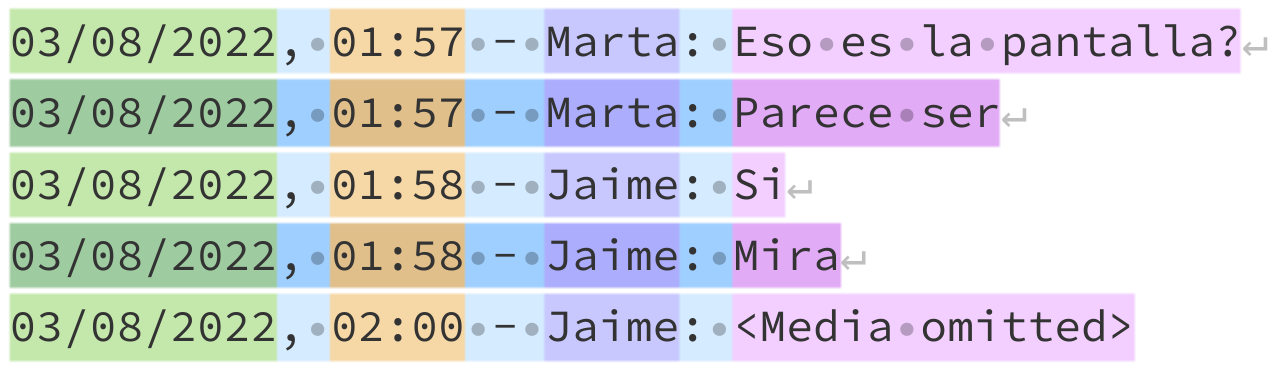 03/08/2022, 01:57 - Marta: Eso es la pantalla?
03/08/2022, 01:57 - Marta: Parece ser
03/08/2022, 01:58 - Jaime: Si
03/08/2022, 01:58 - Jaime: Mira
03/08/2022, 02:00 - Jaime: <Media omitted>